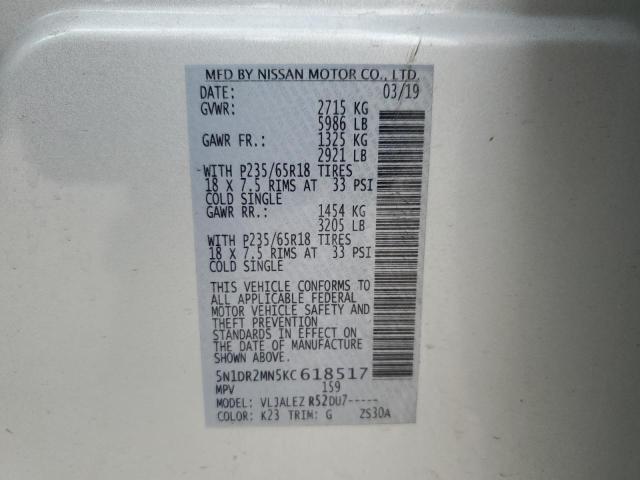 MFD BY NISSAN MOTOR CO., LTD.
DATE: 03/19
GVWR: 2715 KG
5986 LB
GAWR FR.: 1325 KG
2921 LB
WITH P235/65R18 TIRES
18 X 7.5 RIMS AT 33 PSI
COLD SINGLE
GAWR RR.: 1454 KG
3205 LB
WITH P235/65R18 TIRES
18 X 7.5 RIMS AT 33 PSI
COLD SINGLE
THIS VEHICLE CONFORMS TO
ALL APPLICABLE FEDERAL
MOTOR VEHICLE SAFETY AND
THEFT PREVENTION
STANDARDS IN EFFECT ON
THE DATE OF MANUFACTURE
SHOWN ABOVE.
5N1DR2MN5KC618517
MPV 159
MODEL: VLJALEZ R52DU7-----
COLOR: K23 TRIM: G ZS30A